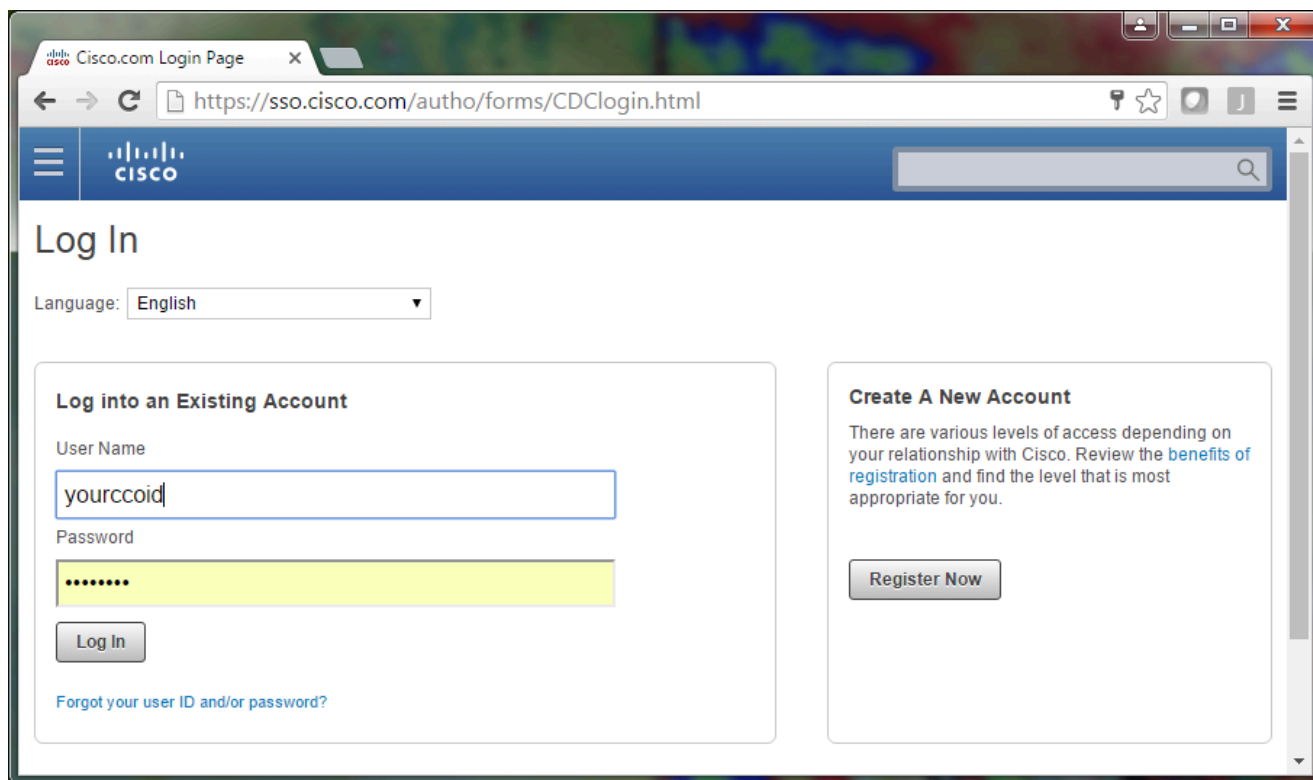 Cisco.com Login Page
https://sso.cisco.com/autho/forms/CDClogin.html
J
CISCO
Log In
Language: English
Log into an Existing Account
User Name
yourccoid
Password
••••••••
Log In
Forgot your user ID and/or password?
Create A New Account
There are various levels of access depending on
your relationship with Cisco. Review the benefits of
registration and find the level that is most
appropriate for you.
Register Now